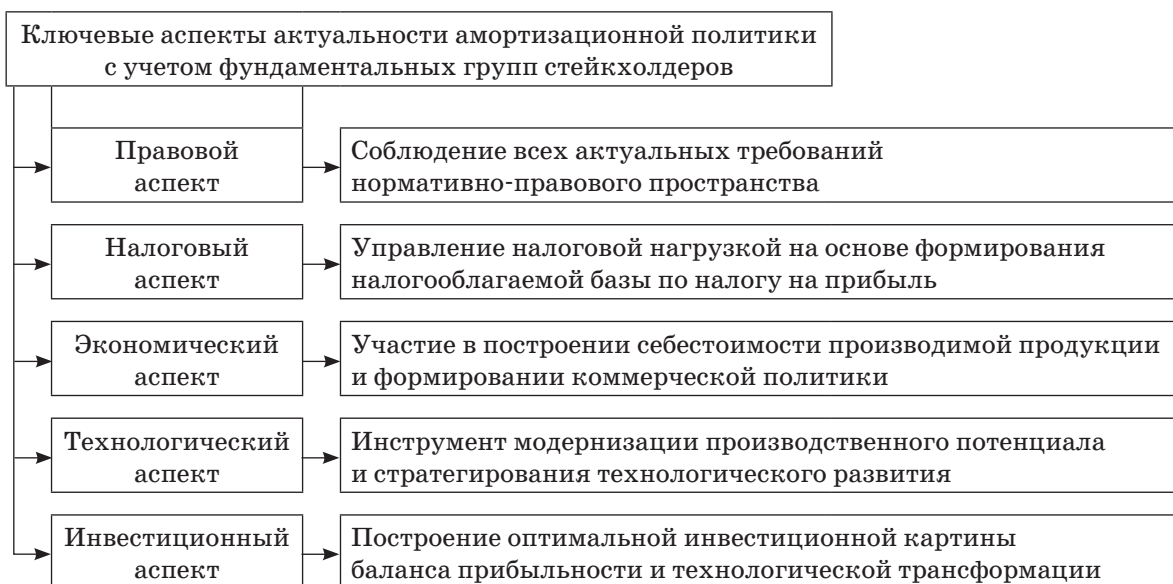 Ключевые аспекты актуальности амортизационной политики
с учетом фундаментальных групп стейкхолдеров
Правовой
аспект
Соблюдение всех актуальных требований
нормативно-правового пространства
Налоговый
аспект
Управление налоговой нагрузкой на основе формирования
налогооблагаемой базы по налогу на прибыль
Экономический
аспект
Участие в построении себестоимости производимой продукции
и формировании коммерческой политики
Технологический
аспект
Инструмент модернизации производственного потенциала
и стратегирования технологического развития
Инвестиционный
аспект
Построение оптимальной инвестиционной картины
баланса прибыльности и технологической трансформации